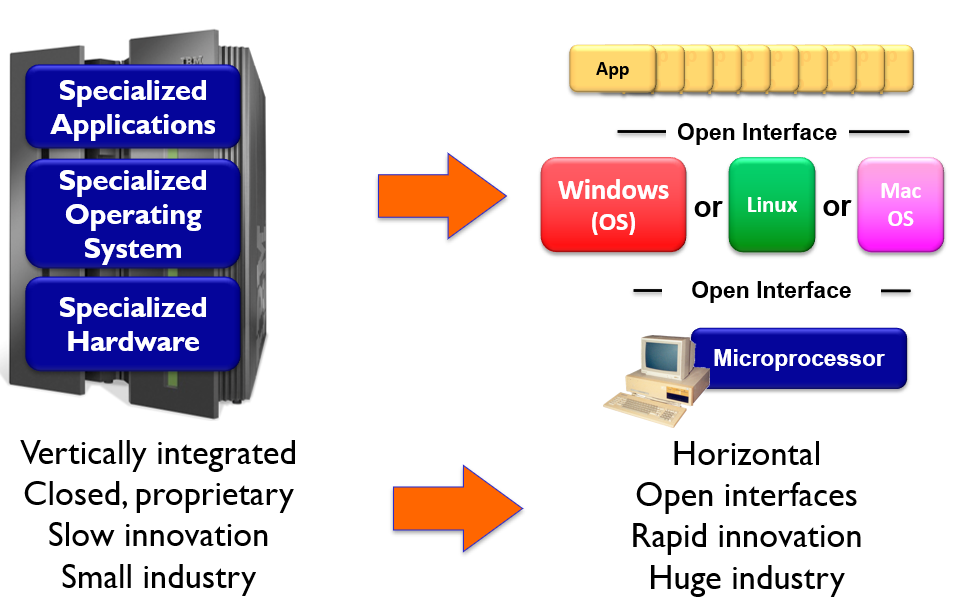 IBM
Specialized
Applications
Specialized
Operating
System
Specialized
Hardware
Vertically integrated
Closed, proprietary
Slow innovation
Small industry
App
Open Interface
Windows
(OS)
or
Linux
or
Mac
OS
Open Interface
Microprocessor
Horizontal
Open interfaces
Rapid innovation
Huge industry